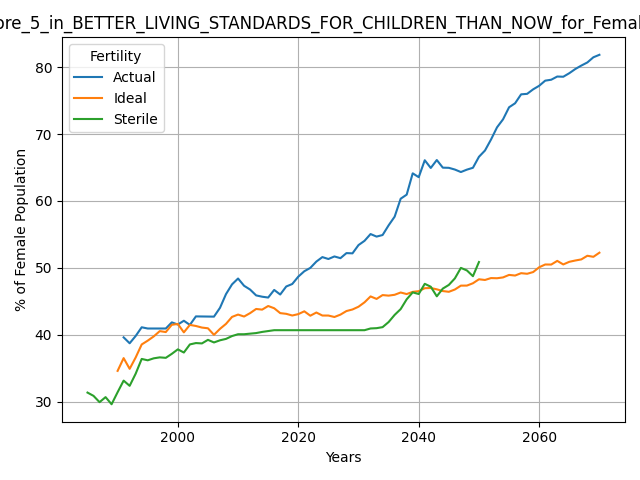 ore_5_in_BETTER_LIVING_STANDARDS_FOR_CHILDREN_THAN_NOW_for_Femal
Fertility
Actual
Ideal
Sterile
% of Female Population
80
70
60
50
40
30
2000
2020
2040
2060
Years